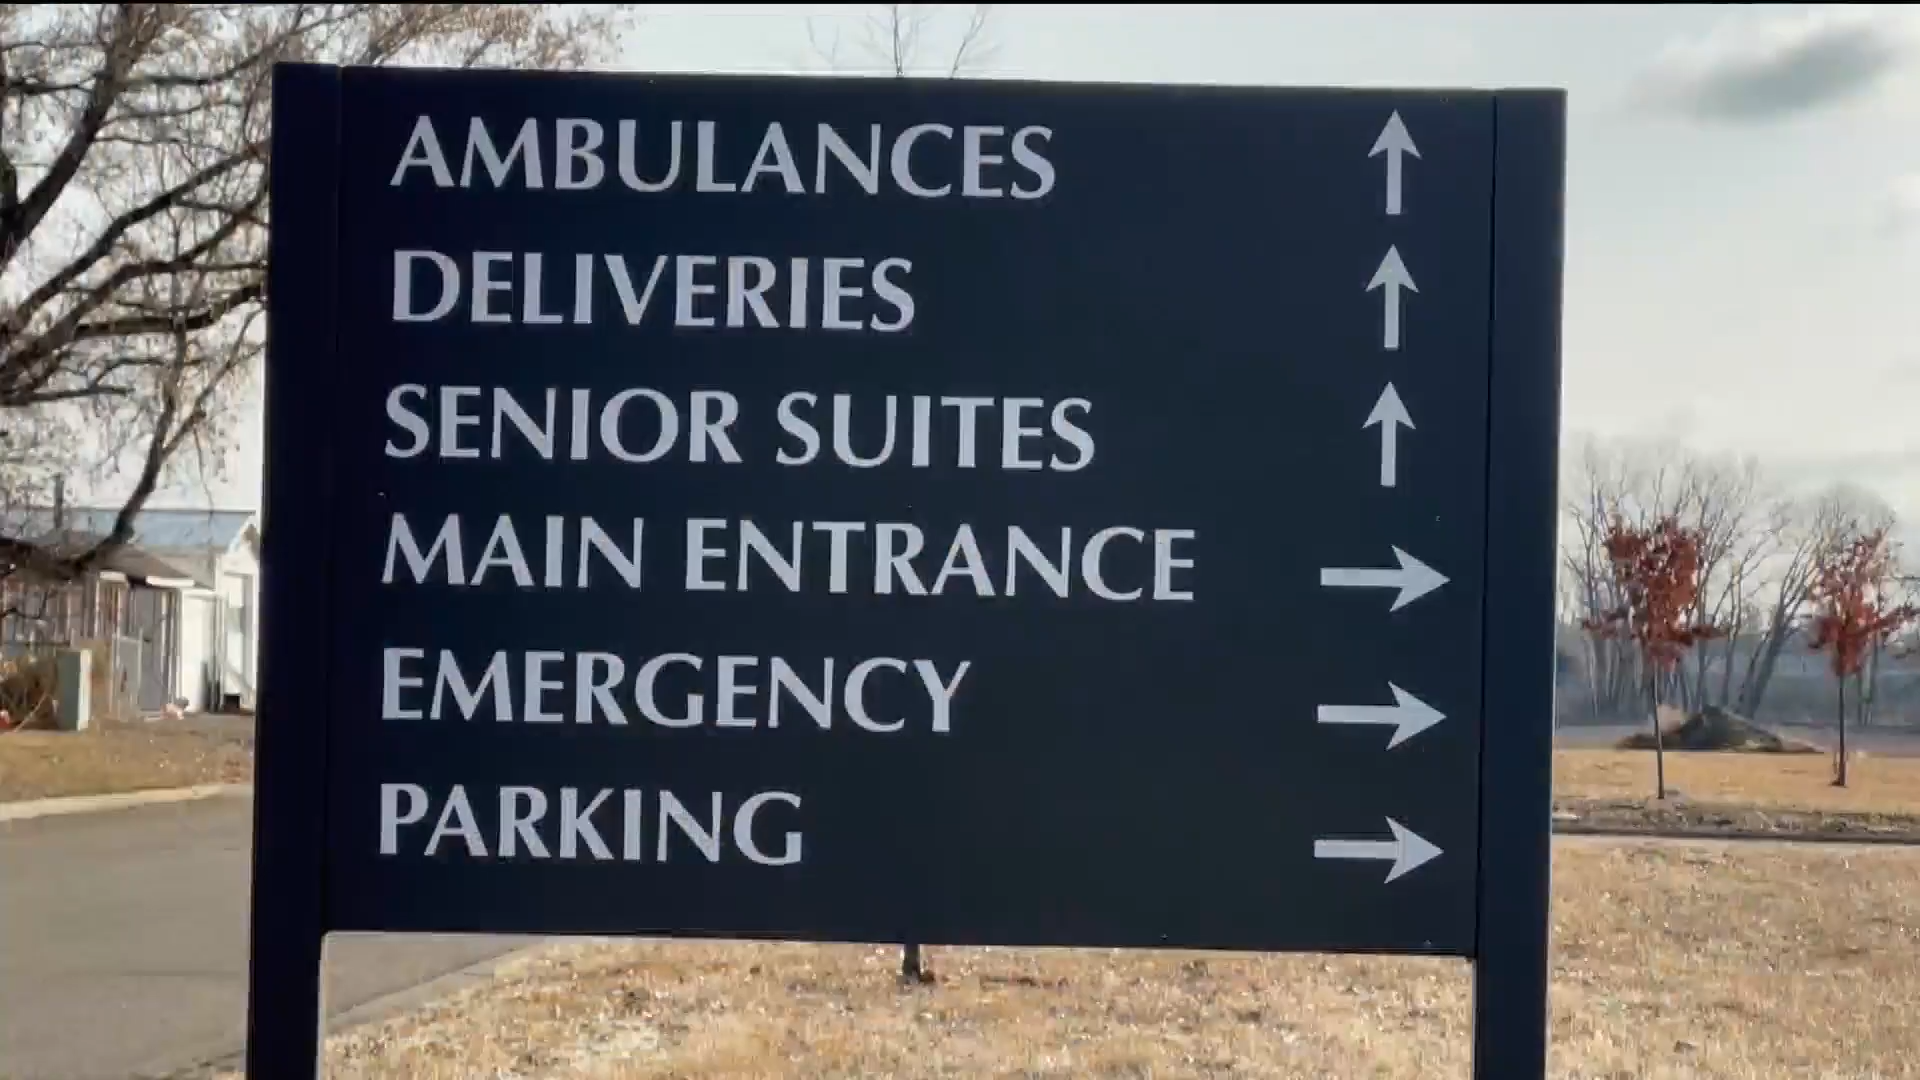 AMBULANCES ↑
DELIVERIES ↑
SENIOR SUITES ↑
MAIN ENTRANCE →
EMERGENCY →
PARKING →